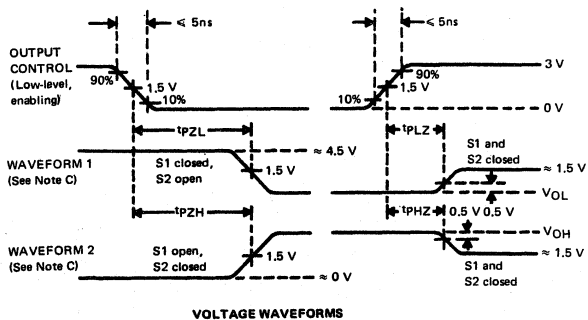 ≤ 5ns
≤ 5ns
OUTPUT
CONTROL
(Low-level,
enabling)
90%
1.5 V
10%
10%
90%
1.5 V
3 V
0 V
tPZL
tPLZ
WAVEFORM 1
(See Note C)
S1 closed,
S2 open
≈ 4.5 V
1.5 V
S1 and
S2 closed
≈ 1.5 V
VOL
tPZH
tPHZ
0.5 V
0.5 V
WAVEFORM 2
(See Note C)
S1 open,
S2 closed
1.5 V
≈ 0 V
VOH
≈ 1.5 V
S1 and
S2 closed
VOLTAGE WAVEFORMS